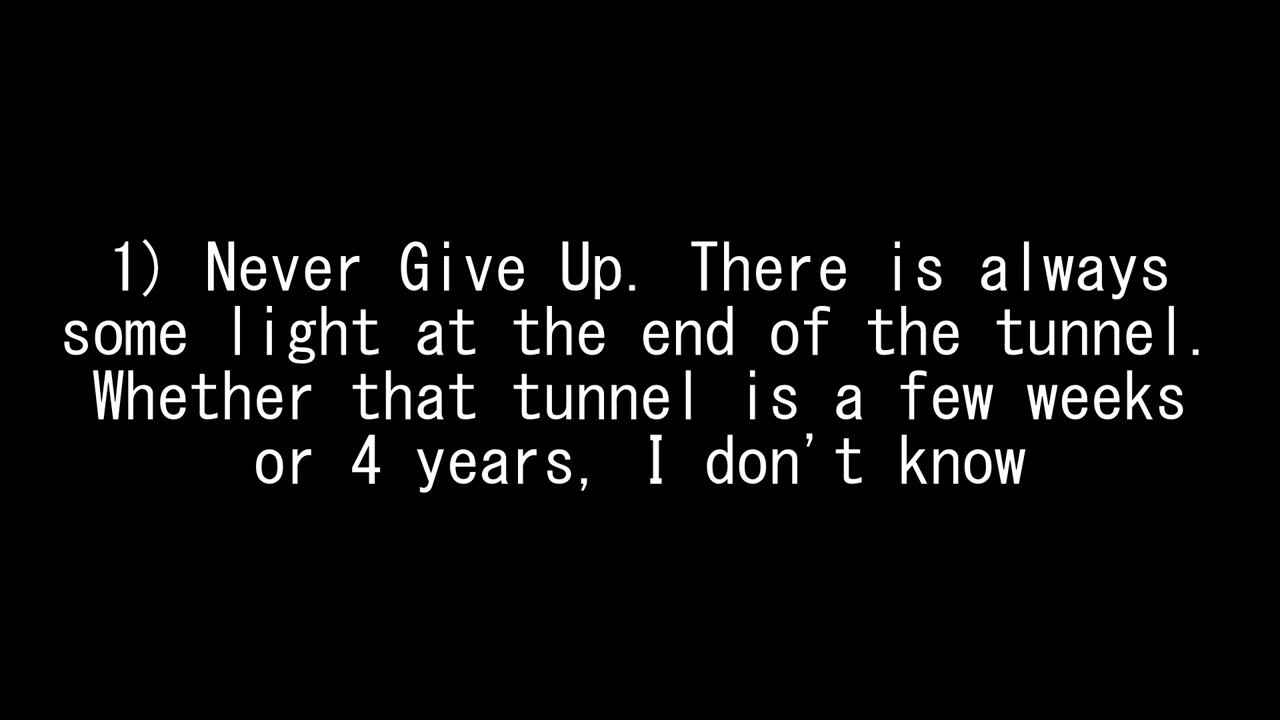 1) Never Give Up. There is always
some light at the end of the tunnel.
Whether that tunnel is a few weeks
or 4 years, I don't know